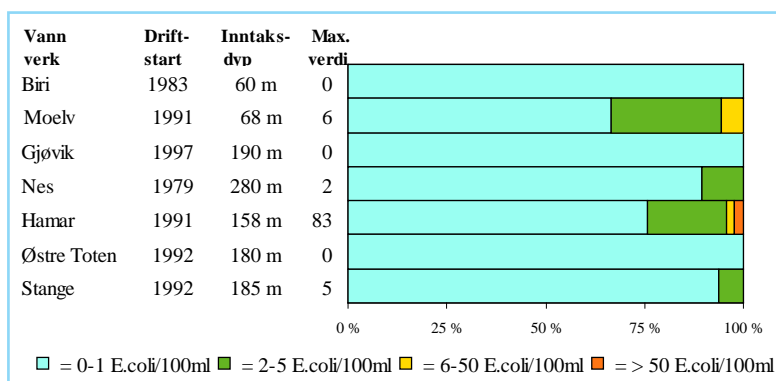 Vann Drift- Inntaks- Max.
verk start dyp verdi
Biri 1983 60 m 0
Moelv 1991 68 m 6
Gjøvik 1997 190 m 0
Nes 1979 280 m 2
Hamar 1991 158 m 83
Østre Toten 1992 180 m 0
Stange 1992 185 m 5
0 % 25 % 50 % 75 % 100 %
= 0-1 E.coli/100ml = 2-5 E.coli/100ml = 6-50 E.coli/100ml = > 50 E.coli/100ml